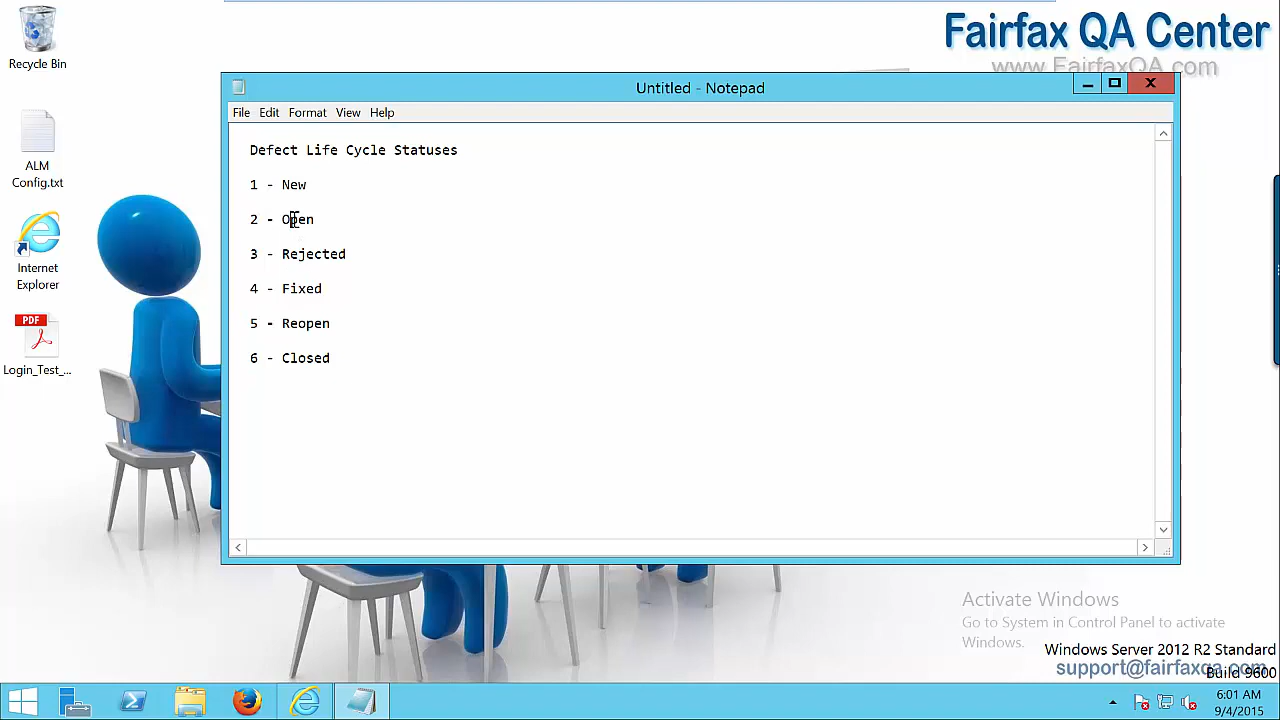 Fairfax QA Center
www.FairfaxQA.com
Recycle Bin
ALM
Config.txt
Internet
Explorer
PDF
Login_Test_...
Untitled - Notepad
File Edit Format View Help
Defect Life Cycle Statuses
1 - New
2 - Open
3 - Rejected
4 - Fixed
5 - Reopen
6 - Closed
Activate Windows
Go to System in Control Panel to activate
Windows.
Windows Server 2012 R2 Standard
support@fairfaxqa.com
Build 9600
6:01 AM
9/4/2015